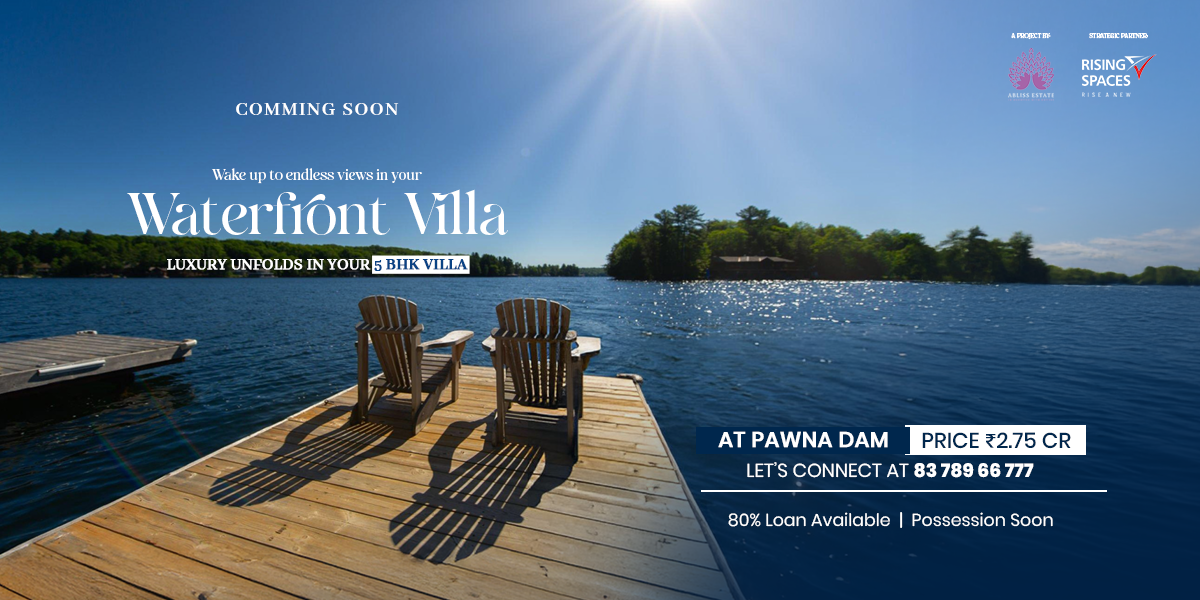 A PROJECT BY:
STRATEGIC PARTNER:
ABLISS ESTATE
RISING
SPACES
RISE A NEW
COMMING SOON
Wake up to endless views in your
Waterfront Villa
LUXURY UNFOLDS IN YOUR 5 BHK VILLA
AT PAWNA DAM PRICE ₹2.75 CR
LET'S CONNECT AT 83 789 66 777
80% Loan Available | Possession Soon